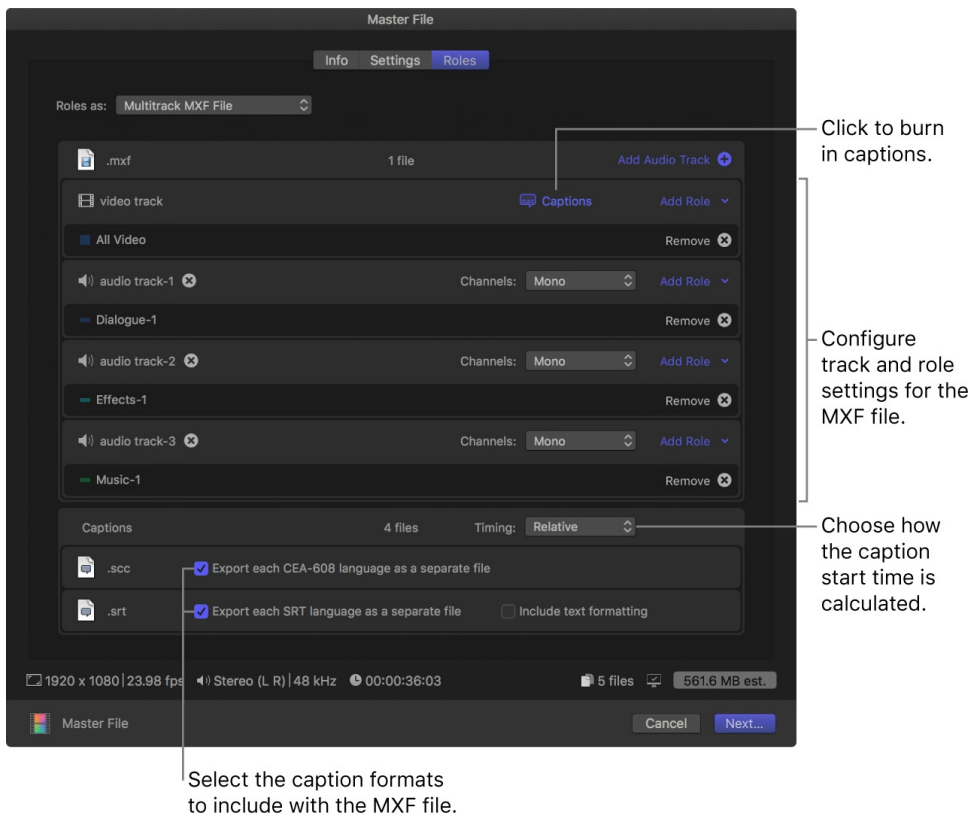 Master File
Info Settings Roles
Roles as: Multitrack MXF File
Click to burn
in captions.
.mxf 1 file Add Audio Track
video track Captions Add Role
All Video Remove
audio track-1 Channels: Mono Add Role
Dialogue-1 Remove
Configure
track and role
settings for the
MXF file.
audio track-2 Channels: Mono Add Role
Effects-1 Remove
audio track-3 Channels: Mono Add Role
Music-1 Remove
Captions 4 files Timing: Relative
Choose how
the caption
start time is
calculated.
.scc Export each CEA-608 language as a separate file
.srt Export each SRT language as a separate file Include text formatting
1920 x 1080 | 23.98 fps Stereo (L R) | 48 kHz 00:00:36:03 5 files 561.6 MB est.
Master File Cancel Next...
Select the caption formats
to include with the MXF file.